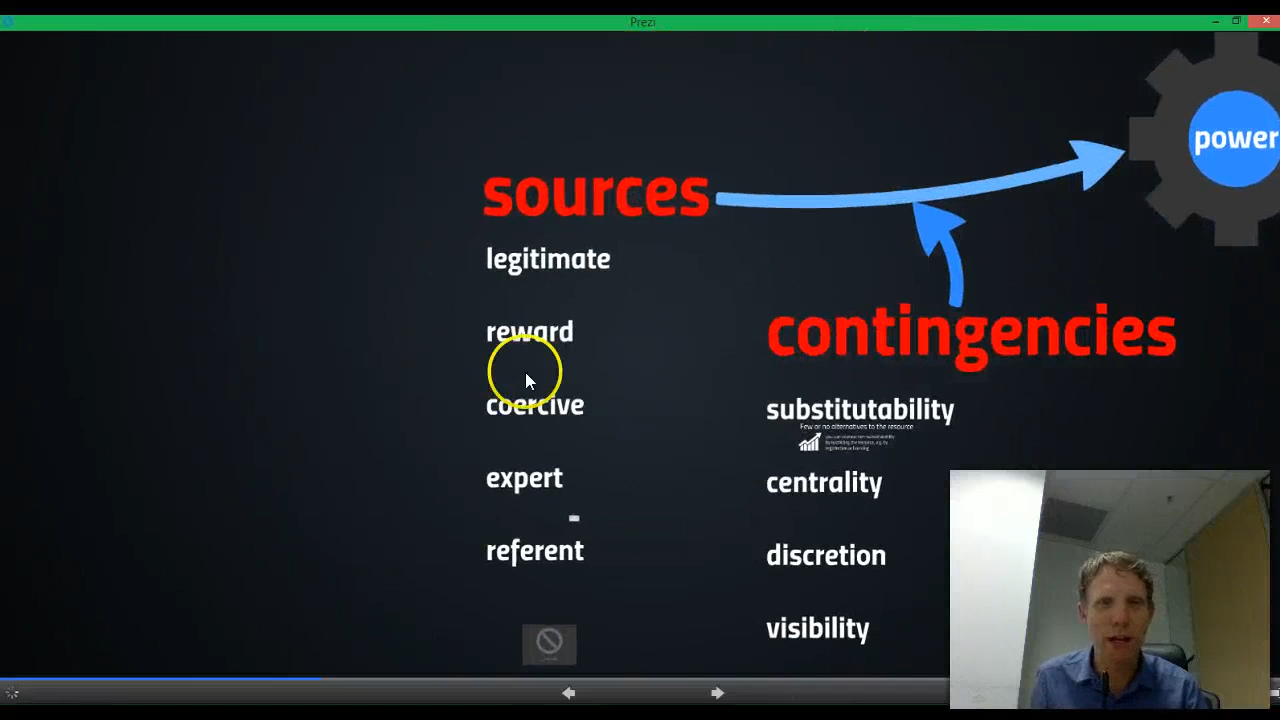 Prezi
power
sources
legitimate
reward
coercive
expert
referent
contingencies
substitutability
Few or no alternatives to the resource
centrality
discretion
visibility